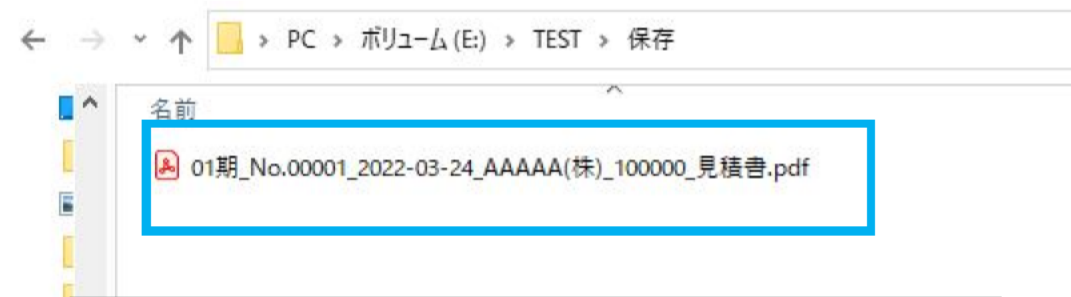 PC > ボリューム (E:) > TEST > 保存
名前
01期_No.00001_2022-03-24_AAAAA(株)_100000_見積書.pdf